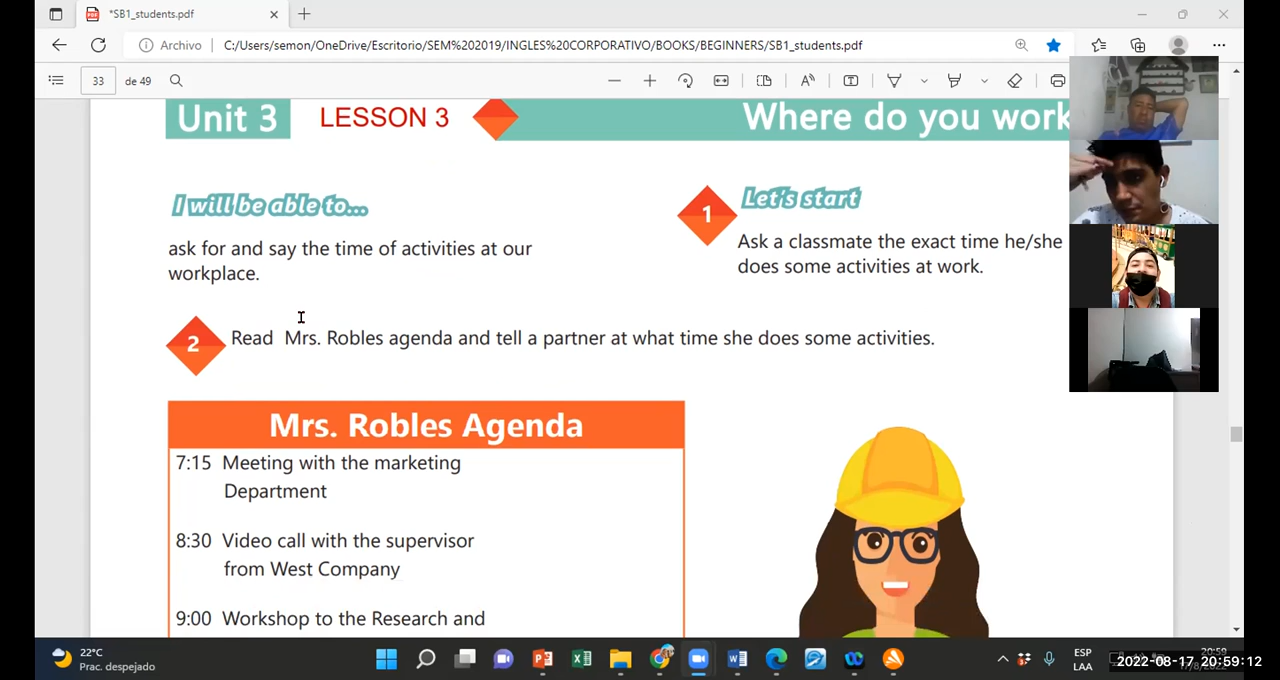 *SB1_students.pdf
Archivo
C:/Users/semon/OneDrive/Escritorio/SEM%202019/INGLES%20CORPORATIVO/BOOKS/BEGINNERS/SB1_students.pdf
33 de 49
Unit 3 LESSON 3 Where do you work
I will be able to...
ask for and say the time of activities at our
workplace.
1 Let's start
Ask a classmate the exact time he/she
does some activities at work.
2 Read Mrs. Robles agenda and tell a partner at what time she does some activities.
Mrs. Robles Agenda
7:15 Meeting with the marketing
Department
8:30 Video call with the supervisor
from West Company
9:00 Workshop to the Research and
22°C
Prac. despejado
ESP
LAA
20:59
2022-08-17 20:59:12